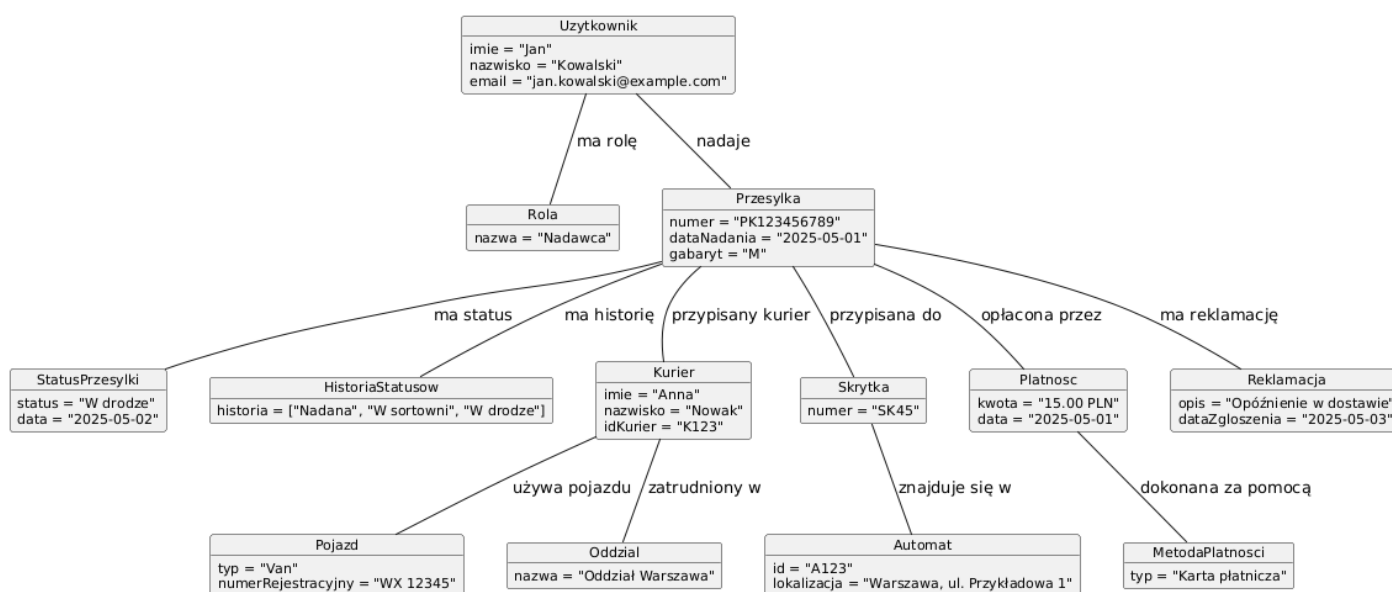 Uzytkownik
imie = "Jan"
nazwisko = "Kowalski"
email = "jan.kowalski@example.com"
ma rolę
nadaje
Rola
nazwa = "Nadawca"
Przesylka
numer = "PK123456789"
dataNadania = "2025-05-01"
gabaryt = "M"
ma status
ma historię
przypisany kurier
przypisana do
opłacona przez
ma reklamację
StatusPrzesylki
status = "W drodze"
data = "2025-05-02"
HistoriaStatusow
historia = ["Nadana", "W sortowni", "W drodze"]
Kurier
imie = "Anna"
nazwisko = "Nowak"
idKurier = "K123"
Skrytka
numer = "SK45"
Platnosc
kwota = "15.00 PLN"
data = "2025-05-01"
Reklamacja
opis = "Opóźnienie w dostawie"
dataZgloszenia = "2025-05-03"
używa pojazdu
zatrudniony w
znajduje się w
dokonana za pomocą
Pojazd
typ = "Van"
numerRejestracyjny = "WX 12345"
Oddzial
nazwa = "Oddział Warszawa"
Automat
id = "A123"
lokalizacja = "Warszawa, ul. Przykładowa 1"
MetodaPlatnosci
typ = "Karta płatnicza"